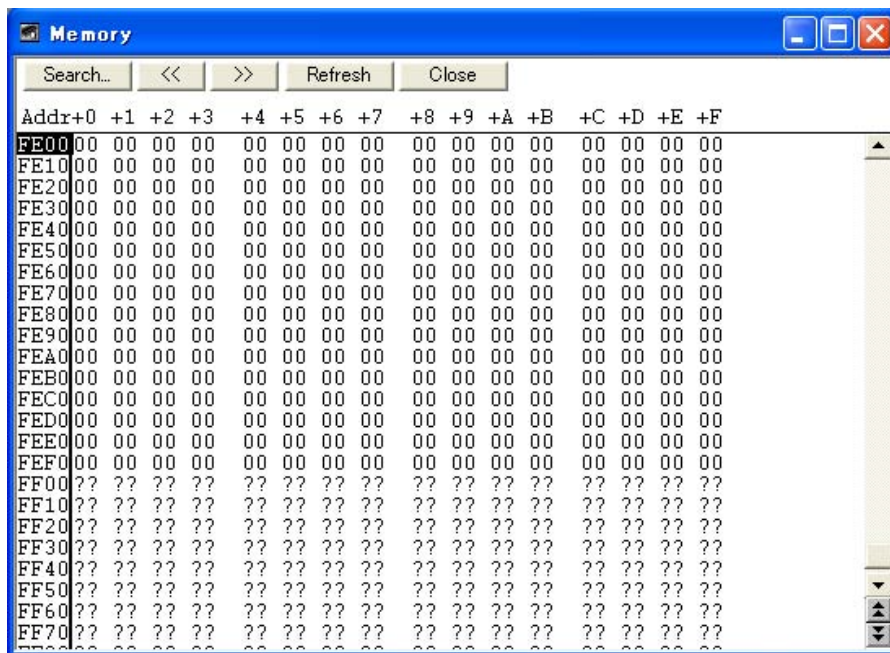 Memory
Search... << >> Refresh Close
Addr+0 +1 +2 +3 +4 +5 +6 +7 +8 +9 +A +B +C +D +E +F
FE00 00 00 00 00 00 00 00 00 00 00 00 00 00 00 00 00
FE10 00 00 00 00 00 00 00 00 00 00 00 00 00 00 00 00
FE20 00 00 00 00 00 00 00 00 00 00 00 00 00 00 00 00
FE30 00 00 00 00 00 00 00 00 00 00 00 00 00 00 00 00
FE40 00 00 00 00 00 00 00 00 00 00 00 00 00 00 00 00
FE50 00 00 00 00 00 00 00 00 00 00 00 00 00 00 00 00
FE60 00 00 00 00 00 00 00 00 00 00 00 00 00 00 00 00
FE70 00 00 00 00 00 00 00 00 00 00 00 00 00 00 00 00
FE80 00 00 00 00 00 00 00 00 00 00 00 00 00 00 00 00
FE90 00 00 00 00 00 00 00 00 00 00 00 00 00 00 00 00
FEA0 00 00 00 00 00 00 00 00 00 00 00 00 00 00 00 00
FEB0 00 00 00 00 00 00 00 00 00 00 00 00 00 00 00 00
FEC0 00 00 00 00 00 00 00 00 00 00 00 00 00 00 00 00
FED0 00 00 00 00 00 00 00 00 00 00 00 00 00 00 00 00
FEE0 00 00 00 00 00 00 00 00 00 00 00 00 00 00 00 00
FEF0 00 00 00 00 00 00 00 00 00 00 00 00 00 00 00 00
FF00 ?? ?? ?? ?? ?? ?? ?? ?? ?? ?? ?? ?? ?? ?? ?? ??
FF10 ?? ?? ?? ?? ?? ?? ?? ?? ?? ?? ?? ?? ?? ?? ?? ??
FF20 ?? ?? ?? ?? ?? ?? ?? ?? ?? ?? ?? ?? ?? ?? ?? ??
FF30 ?? ?? ?? ?? ?? ?? ?? ?? ?? ?? ?? ?? ?? ?? ?? ??
FF40 ?? ?? ?? ?? ?? ?? ?? ?? ?? ?? ?? ?? ?? ?? ?? ??
FF50 ?? ?? ?? ?? ?? ?? ?? ?? ?? ?? ?? ?? ?? ?? ?? ??
FF60 ?? ?? ?? ?? ?? ?? ?? ?? ?? ?? ?? ?? ?? ?? ?? ??
FF70 ?? ?? ?? ?? ?? ?? ?? ?? ?? ?? ?? ?? ?? ?? ?? ??